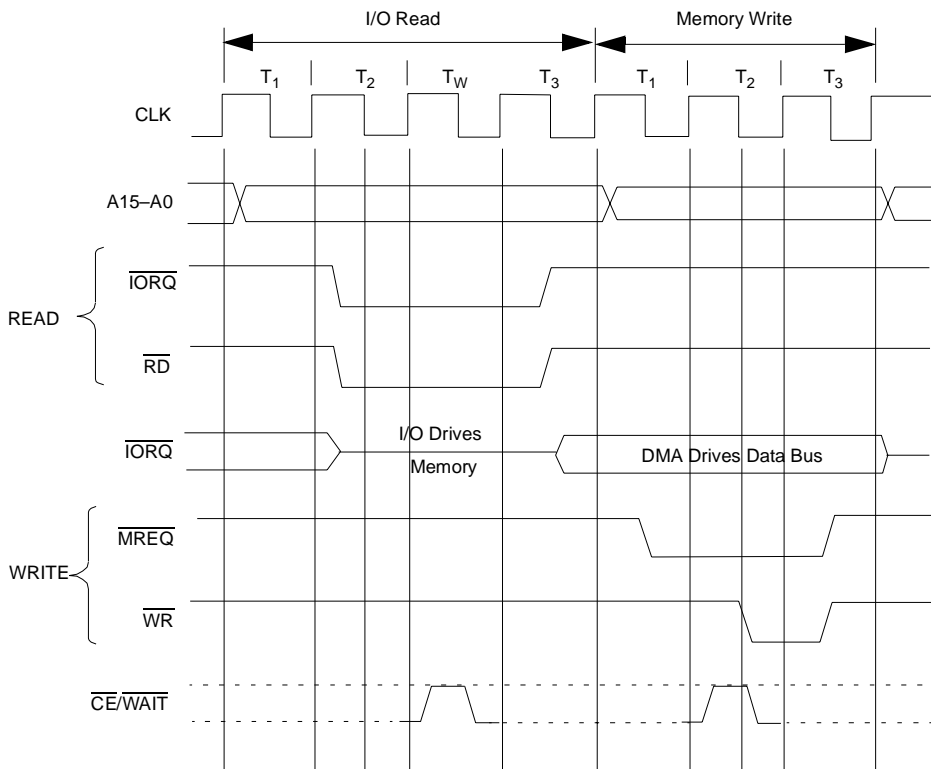 I/O Read Memory Write
T1 T2 TW T3 T1 T2 T3
CLK
A15–A0
READ
IORQ
RD
IORQ
I/O Drives
Memory
DMA Drives Data Bus
WRITE
MREQ
WR
CE/WAIT